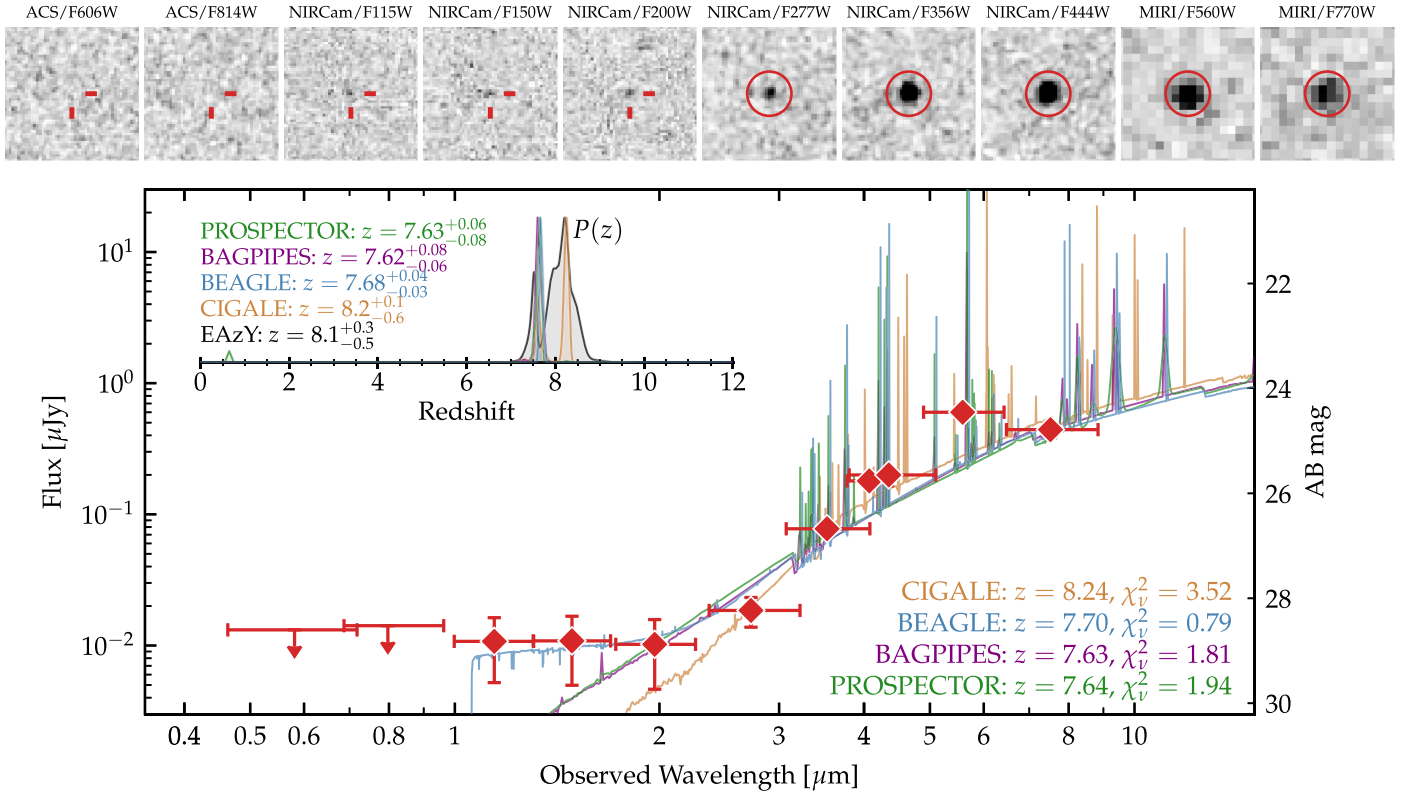 ACS/F606W ACS/F814W NIRCam/F115W NIRCam/F150W NIRCam/F200W NIRCam/F277W NIRCam/F356W NIRCam/F444W MIRI/F560W MIRI/F770W
PROSPECTOR: z = 7.63^{+0.06}_{-0.08}
BAGPIPES: z = 7.62^{+0.08}_{-0.06}
BEAGLE: z = 7.68^{+0.04}_{-0.03}
CIGALE: z = 8.2^{+0.1}_{-0.6}
EAzY: z = 8.1^{+0.3}_{-0.5}
P(z)
0 2 4 6 8 10 12
Redshift
10^1
10^0
10^{-1}
10^{-2}
Flux [μJy]
22
24
26
28
30
AB mag
CIGALE: z = 8.24, χ²_ν = 3.52
BEAGLE: z = 7.70, χ²_ν = 0.79
BAGPIPES: z = 7.63, χ²_ν = 1.81
PROSPECTOR: z = 7.64, χ²_ν = 1.94
0.4 0.5 0.6 0.8 1 2 3 4 5 6 8 10
Observed Wavelength [μm]